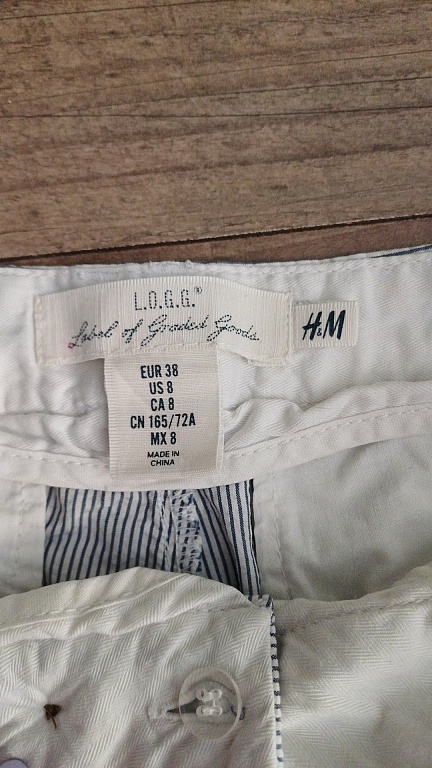 L.O.G.G.®
Label of Graded Goods
H&M
EUR 38
US 8
CA 8
CN 165/72A
MX 8
MADE IN
CHINA